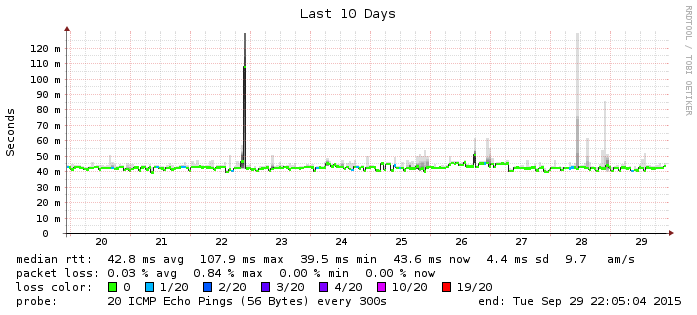 Last 10 Days
RRDTOOL / TOBI OETIKER
Seconds
120 m
110 m
100 m
90 m
80 m
70 m
60 m
50 m
40 m
30 m
20 m
10 m
0
20 21 22 23 24 25 26 27 28 29
median rtt: 42.8 ms avg 107.9 ms max 39.5 ms min 43.6 ms now 4.4 ms sd 9.7 am/s
packet loss: 0.03 % avg 0.84 % max 0.00 % min 0.00 % now
loss color: 0 1/20 2/20 3/20 4/20 10/20 19/20
probe: 20 ICMP Echo Pings (56 Bytes) every 300s end: Tue Sep 29 22:05:04 2015